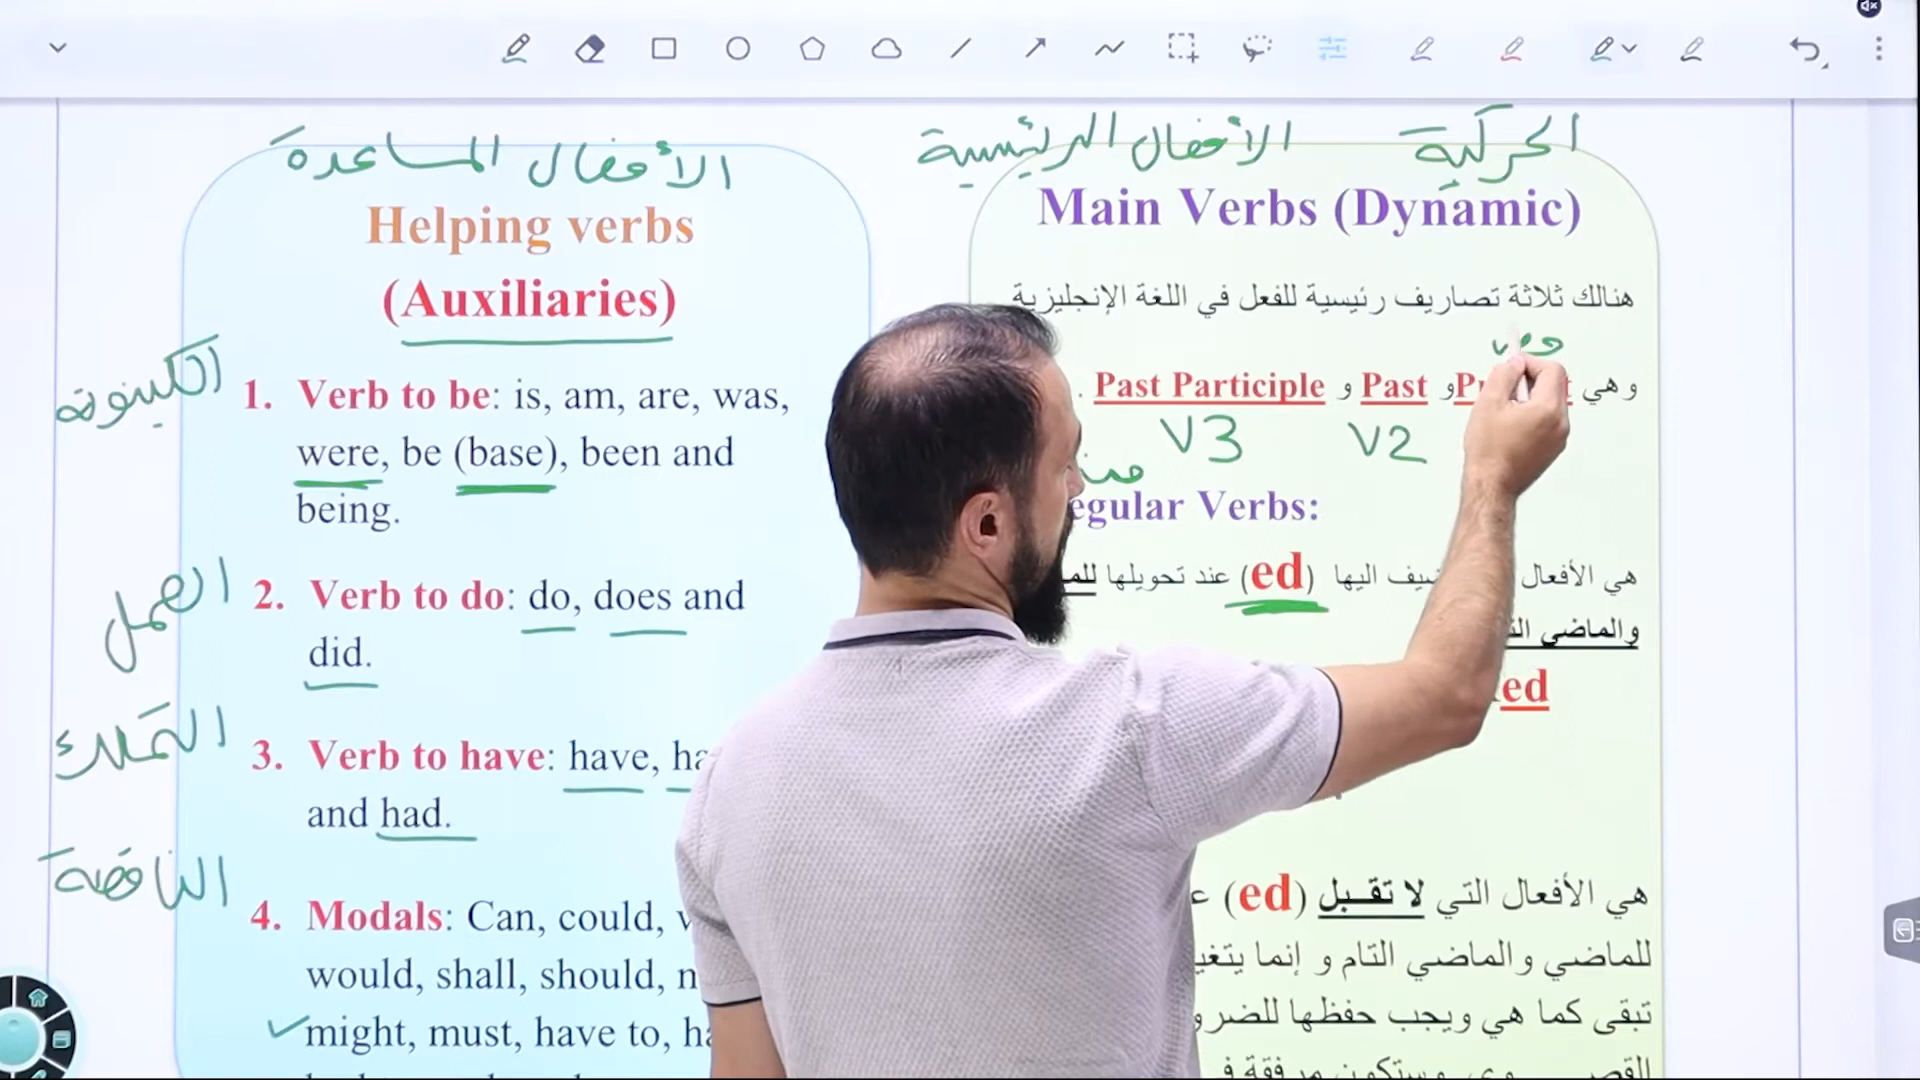 الأفعال المساعدة
Helping verbs
(Auxiliaries)
الكينونة
1. Verb to be: is, am, are, was,
were, be (base), been and
being.
العمل
2. Verb to do: do, does and
did.
التملك
3. Verb to have: have,
and had.
الناقصة
4. Modals: Can, could,
would, shall, should,
might, must, have to,
الأفعال الرئيسية الحركية
Main Verbs (Dynamic)
هنالك ثلاثة تصاريف رئيسية للفعل في اللغة الإنجليزية
وهي و Past و Past Participle .
V2 V3
Verbs:
هي الأفعال اليها (ed) عند تحويلها
والماضي
ed
هي الأفعال التي لا تقبل (ed)
للماضي والماضي التام و إنما
تبقى كما هي ويجب حفظها